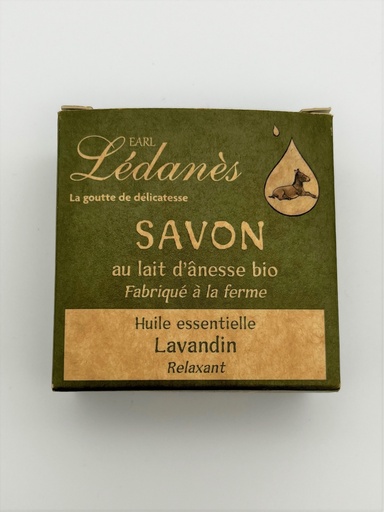 EARL
Lédanès
La goutte de délicatesse
SAVON
au lait d'ânesse bio
Fabriqué à la ferme
Huile essentielle
Lavandin
Relaxant